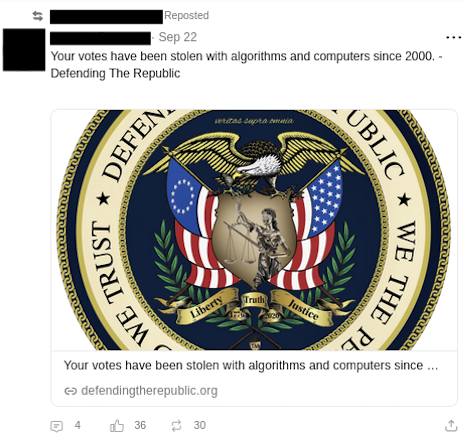 Reposted
· Sep 22
Your votes have been stolen with algorithms and computers since 2000. -
Defending The Republic
veritas supra omnia
DEFEN
UBLIC
WE TRUST
WE THE PE
Liberty
Truth
Justice
1776
2020
TM
Your votes have been stolen with algorithms and computers since ...
defendingtherepublic.org
4
36
30